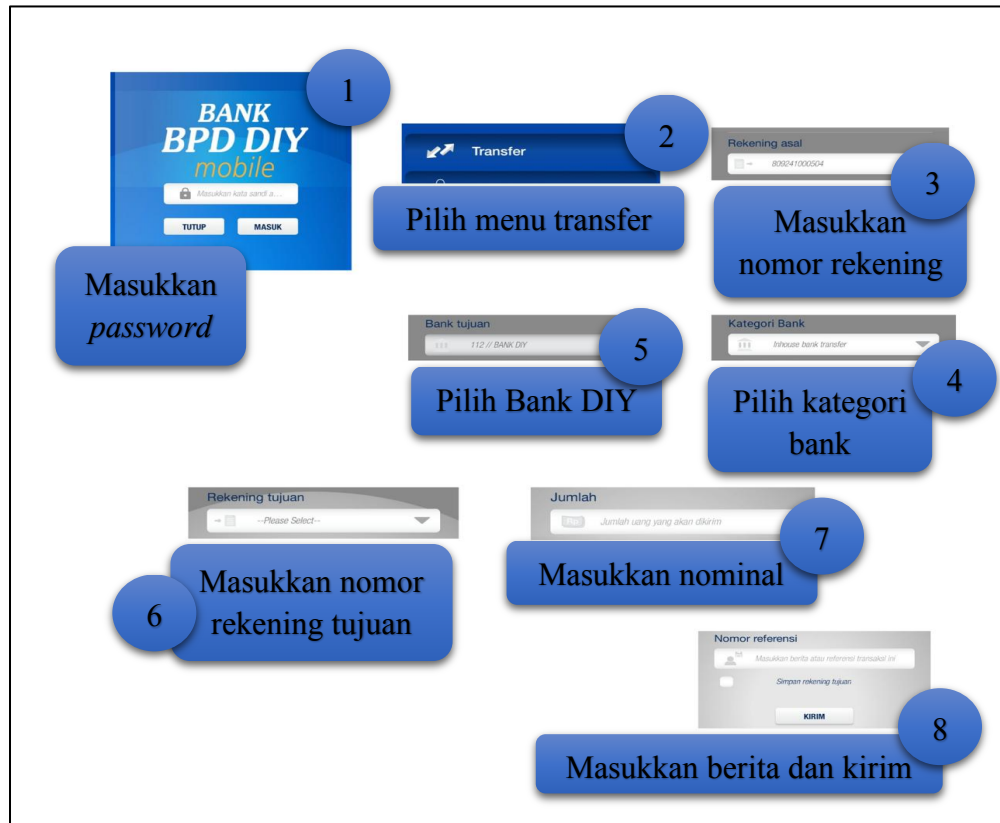 1
BANK
BPD DIY
mobile
Masukkan kata sandi a...
TUTUP MASUK
Masukkan
password
2
Transfer
Pilih menu transfer
3
Rekening asal
809241000504
Masukkan
nomor rekening
4
Kategori Bank
Inhouse bank transfer
Pilih kategori
bank
5
Bank tujuan
112 // BANK DIY
Pilih Bank DIY
6
Rekening tujuan
--Please Select--
Masukkan nomor
rekening tujuan
7
Jumlah
Rp
Jumlah uang yang akan dikirim
Masukkan nominal
8
Nomor referensi
Masukkan berita atau referensi transaksi ini
Simpan rekening tujuan
KIRIM
Masukkan berita dan kirim